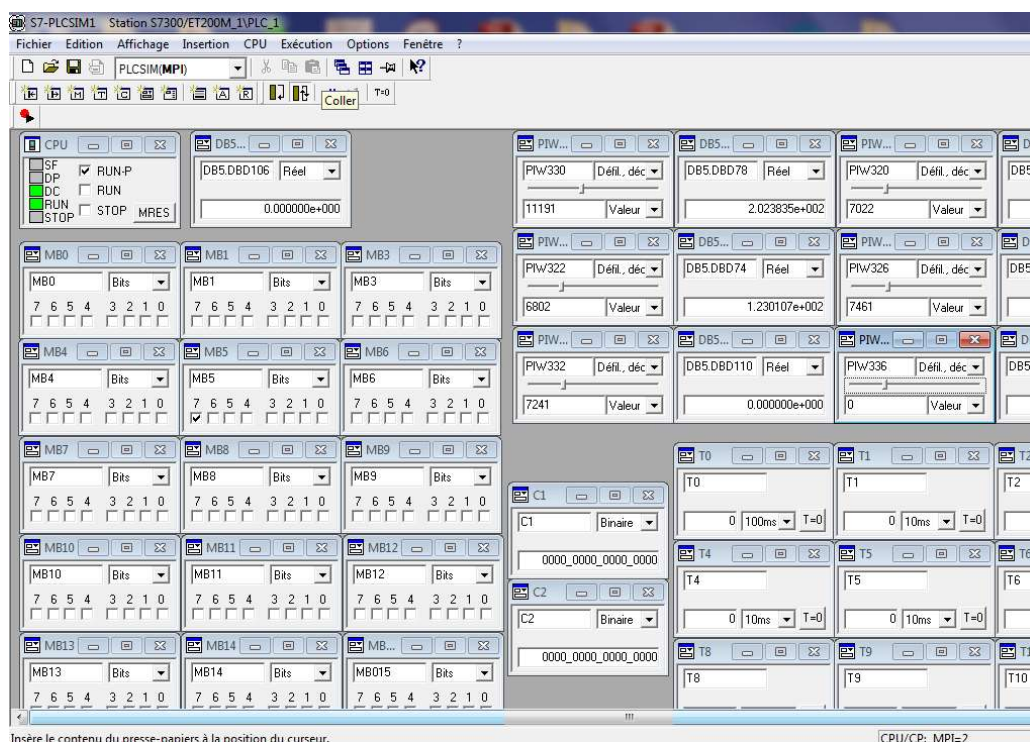 S7-PLCSIM1 Station S7300/ET200M_1\PLC_1
Fichier Edition Affichage Insertion CPU Exécution Options Fenêtre ?
PLCSIM(MPI)
T=0
Coller
CPU DB5... PIW... DB5... PIW... D
SF RUN-P DB5.DBD106 Réel PIW330 Défil., déc DB5.DBD78 Réel PIW320 Défil., déc DB5
DP
DC RUN
RUN STOP MRES 0.000000e+000 11191 Valeur 2.023835e+002 7022 Valeur
STOP
MB0 MB1 MB3 PIW... DB5... PIW... D
MB0 Bits MB1 Bits MB3 Bits PIW322 Défil., déc DB5.DBD74 Réel PIW326 Défil., déc DB5
7 6 5 4 3 2 1 0 7 6 5 4 3 2 1 0 7 6 5 4 3 2 1 0 6802 Valeur 1.230107e+002 7461 Valeur
MB4 MB5 MB6 PIW... DB5... PIW... D
MB4 Bits MB5 Bits MB6 Bits PIW332 Défil., déc DB5.DBD110 Réel PIW336 Défil., déc DB5
7 6 5 4 3 2 1 0 7 6 5 4 3 2 1 0 7 6 5 4 3 2 1 0 7241 Valeur 0.000000e+000 0 Valeur
MB7 MB8 MB9 T0 T1 T2
MB7 Bits MB8 Bits MB9 Bits T0 T1 T2
7 6 5 4 3 2 1 0 7 6 5 4 3 2 1 0 7 6 5 4 3 2 1 0 C1
C1 Binaire 0 100ms T=0 0 10ms T=0
MB10 MB11 MB12 0000_0000_0000_0000 T4 T5 T6
MB10 Bits MB11 Bits MB12 Bits T4 T5 T6
C2
7 6 5 4 3 2 1 0 7 6 5 4 3 2 1 0 7 6 5 4 3 2 1 0 C2 Binaire 0 10ms T=0 0 10ms T=0
MB13 MB14 MB... 0000_0000_0000_0000 T8 T9 T1
MB13 Bits MB14 Bits MB015 Bits T8 T9 T10
7 6 5 4 3 2 1 0 7 6 5 4 3 2 1 0 7 6 5 4 3 2 1 0
Insère le contenu du presse-papiers à la position du curseur. CPU/CP: MPI=2